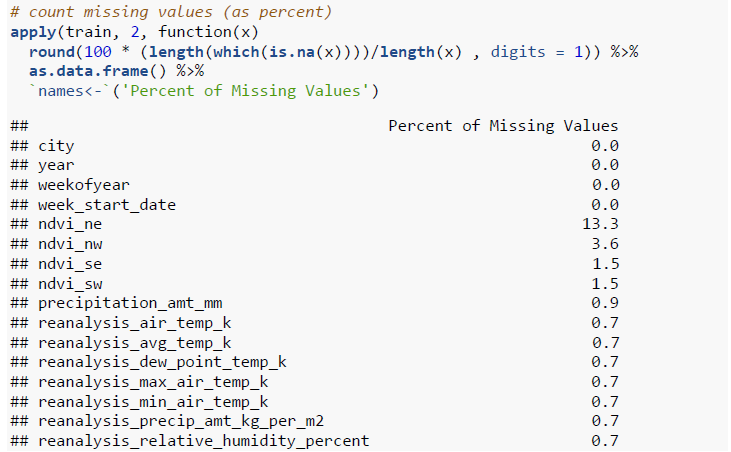 # count missing values (as percent)
apply(train, 2, function(x)
  round(100 * (length(which(is.na(x))))/length(x) , digits = 1)) %>%
  as.data.frame() %>%
  `names<-`('Percent of Missing Values')
##                                    Percent of Missing Values
## city                                                     0.0
## year                                                     0.0
## weekofyear                                               0.0
## week_start_date                                          0.0
## ndvi_ne                                                 13.3
## ndvi_nw                                                  3.6
## ndvi_se                                                  1.5
## ndvi_sw                                                  1.5
## precipitation_amt_mm                                     0.9
## reanalysis_air_temp_k                                    0.7
## reanalysis_avg_temp_k                                    0.7
## reanalysis_dew_point_temp_k                              0.7
## reanalysis_max_air_temp_k                                0.7
## reanalysis_min_air_temp_k                                0.7
## reanalysis_precip_amt_kg_per_m2                          0.7
## reanalysis_relative_humidity_percent                     0.7